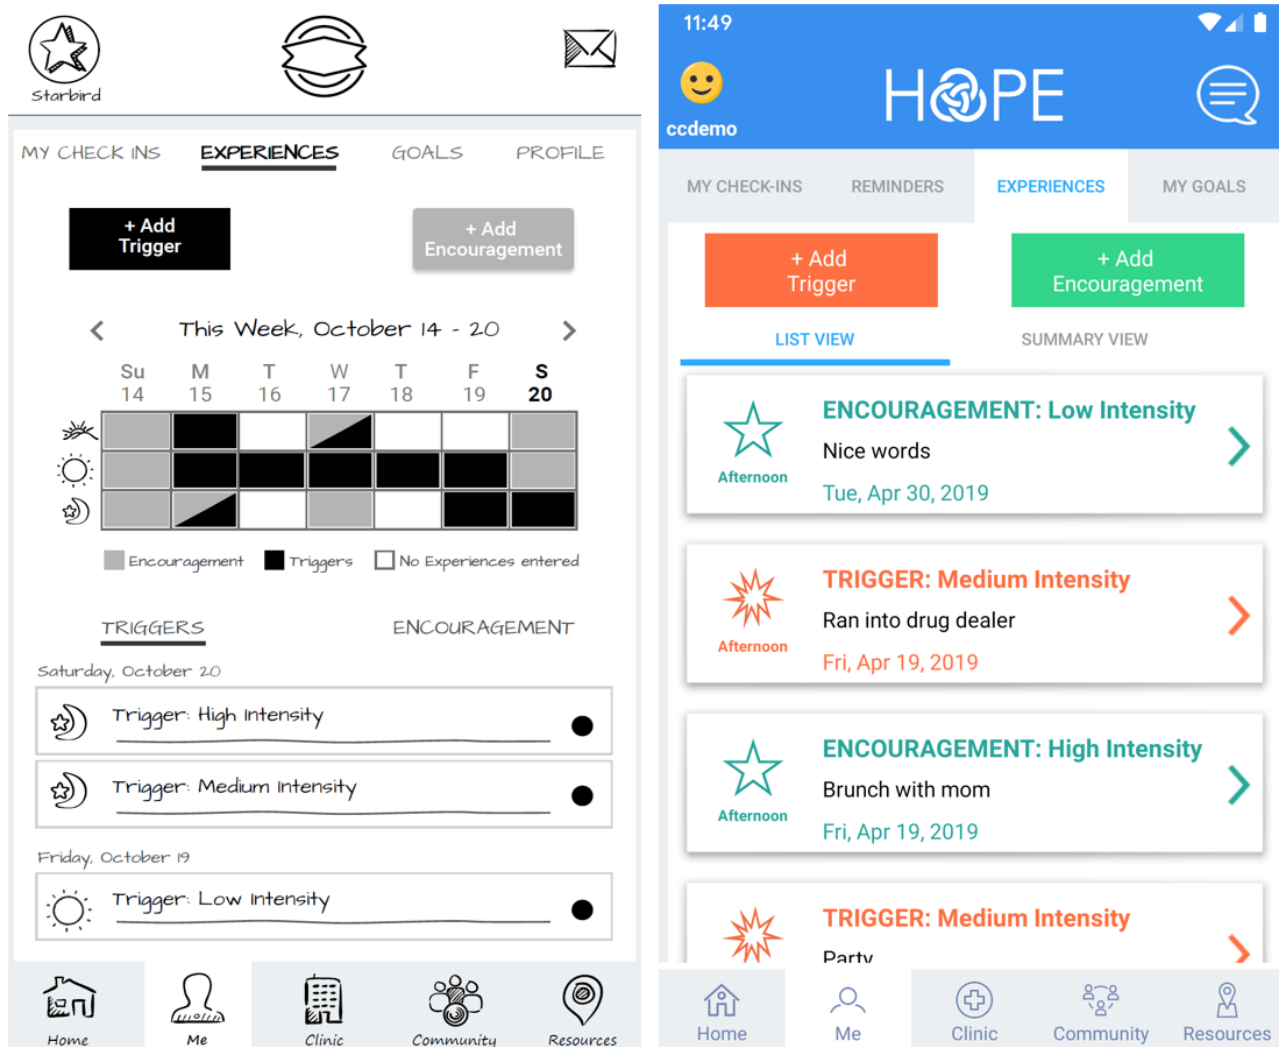 Starbird
MY CHECK INS EXPERIENCES GOALS PROFILE
+ Add
Trigger
+ Add
Encouragement
This Week, October 14 - 20
Su M T W T F S
14 15 16 17 18 19 20
Encouragement Triggers No Experiences entered
TRIGGERS ENCOURAGEMENT
Saturday, October 20
Trigger: High Intensity
Trigger: Medium Intensity
Friday, October 19
Trigger: Low Intensity
Home Me Clinic Community Resources
11:49
ccdemo
HOPE
MY CHECK-INS REMINDERS EXPERIENCES MY GOALS
+ Add
Trigger
+ Add
Encouragement
LIST VIEW SUMMARY VIEW
ENCOURAGEMENT: Low Intensity
Nice words
Afternoon
Tue, Apr 30, 2019
TRIGGER: Medium Intensity
Ran into drug dealer
Afternoon
Fri, Apr 19, 2019
ENCOURAGEMENT: High Intensity
Brunch with mom
Afternoon
Fri, Apr 19, 2019
TRIGGER: Medium Intensity
Party
Home Me Clinic Community Resources